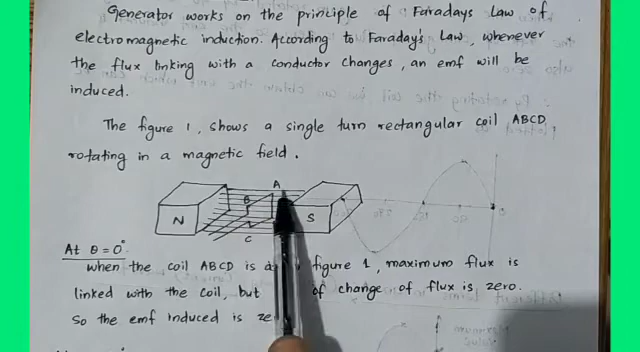 Generator works on the principle of Faradays Law of
electromagnetic induction. According to Faraday's Law, whenever
the flux linking with a conductor changes, an emf will be
induced.
The figure 1, shows a single turn rectangular coil ABCD
rotating in a magnetic field.
A
B
N
S
C
At θ = 0°
when the coil ABCD is figure 1, maximum flux is
linked with the coil, but of change of flux is zero.
So the emf induced is